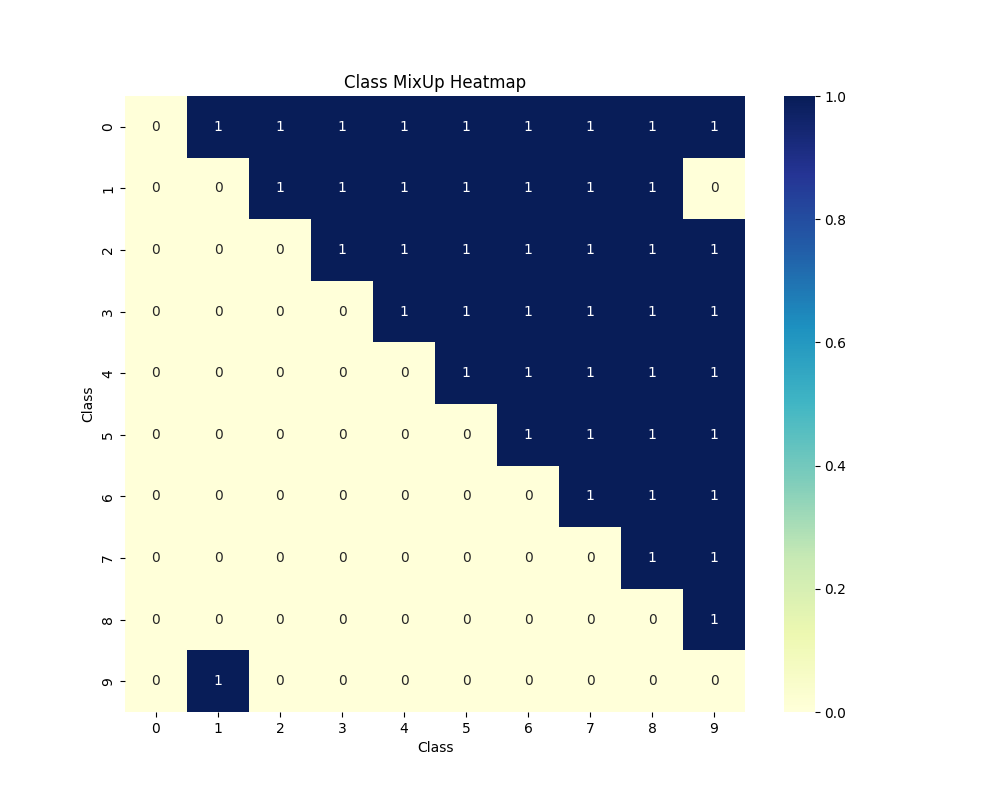 Class MixUp Heatmap
0 0 1 1 1 1 1 1 1 1 1
1 0 0 1 1 1 1 1 1 1 0
2 0 0 0 1 1 1 1 1 1 1
3 0 0 0 0 1 1 1 1 1 1
4 0 0 0 0 0 1 1 1 1 1
5 0 0 0 0 0 0 1 1 1 1
6 0 0 0 0 0 0 0 1 1 1
7 0 0 0 0 0 0 0 0 1 1
8 0 0 0 0 0 0 0 0 0 1
9 0 1 0 0 0 0 0 0 0 0
0 1 2 3 4 5 6 7 8 9
Class
Class
1.0
0.8
0.6
0.4
0.2
0.0